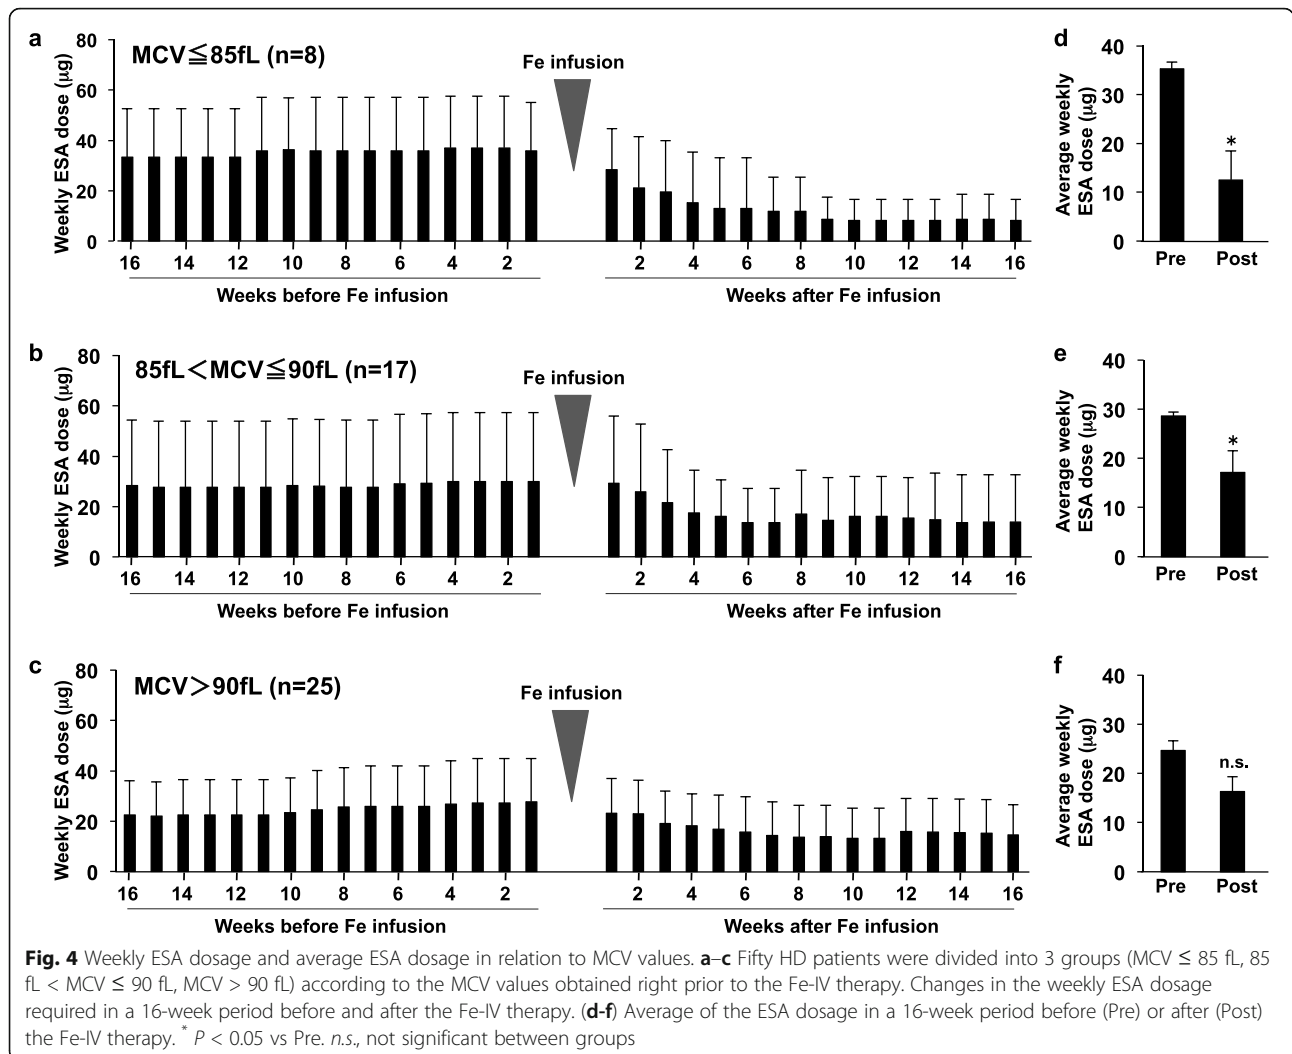 a
MCV≦85fL (n=8)
Fe infusion
Weekly ESA dose (μg)
80
60
40
20
0
16 14 12 10 8 6 4 2
2 4 6 8 10 12 14 16
Weeks before Fe infusion
Weeks after Fe infusion
d
Average weekly
ESA dose (μg)
40
30
20
10
0
*
Pre Post
b
85fL<MCV≦90fL (n=17)
Fe infusion
Weekly ESA dose (μg)
80
60
40
20
0
16 14 12 10 8 6 4 2
2 4 6 8 10 12 14 16
Weeks before Fe infusion
Weeks after Fe infusion
e
Average weekly
ESA dose (μg)
40
30
20
10
0
*
Pre Post
c
MCV>90fL (n=25)
Fe infusion
Weekly ESA dose (μg)
80
60
40
20
0
16 14 12 10 8 6 4 2
2 4 6 8 10 12 14 16
Weeks before Fe infusion
Weeks after Fe infusion
f
Average weekly
ESA dose (μg)
40
30
20
10
0
n.s.
Pre Post
Fig. 4 Weekly ESA dosage and average ESA dosage in relation to MCV values. a–c Fifty HD patients were divided into 3 groups (MCV ≤ 85 fL, 85
fL < MCV ≤ 90 fL, MCV > 90 fL) according to the MCV values obtained right prior to the Fe-IV therapy. Changes in the weekly ESA dosage
required in a 16-week period before and after the Fe-IV therapy. (d-f) Average of the ESA dosage in a 16-week period before (Pre) or after (Post)
the Fe-IV therapy. * P < 0.05 vs Pre. n.s., not significant between groups